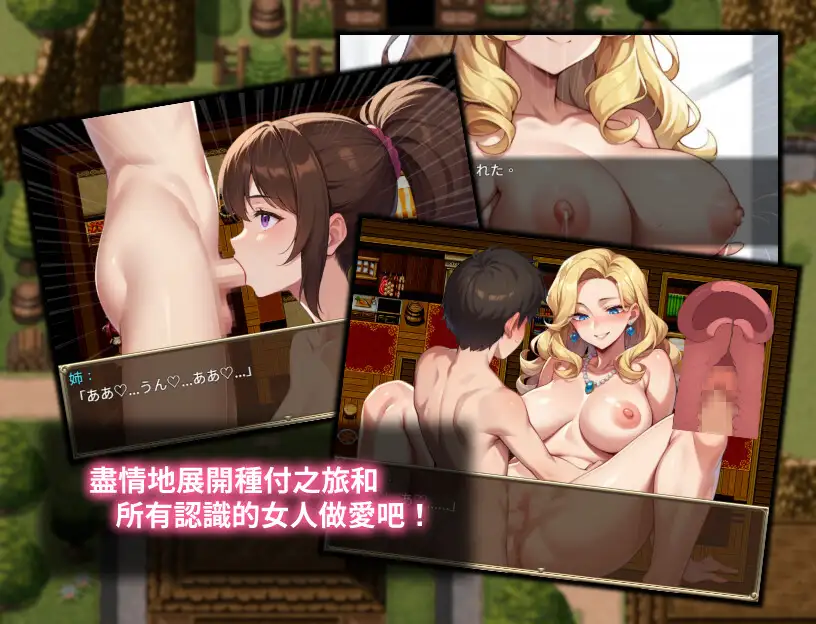 れた。
姉：
「ああ♡…うん♡…ああ♡…」
盡情地展開種付之旅和
所有認識的女人做愛吧！